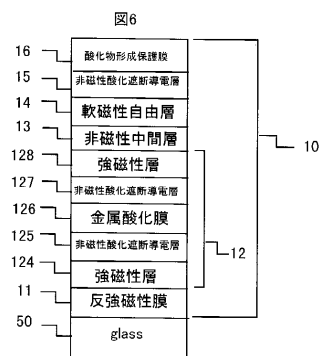 図6
16 酸化物形成保護膜
15 非磁性酸化遮断導電層
14 軟磁性自由層
13 非磁性中間層
128 強磁性層
127 非磁性酸化遮断導電層
126 金属酸化膜
125 非磁性酸化遮断導電層
124 強磁性層
11 反強磁性膜
50 glass
10
12